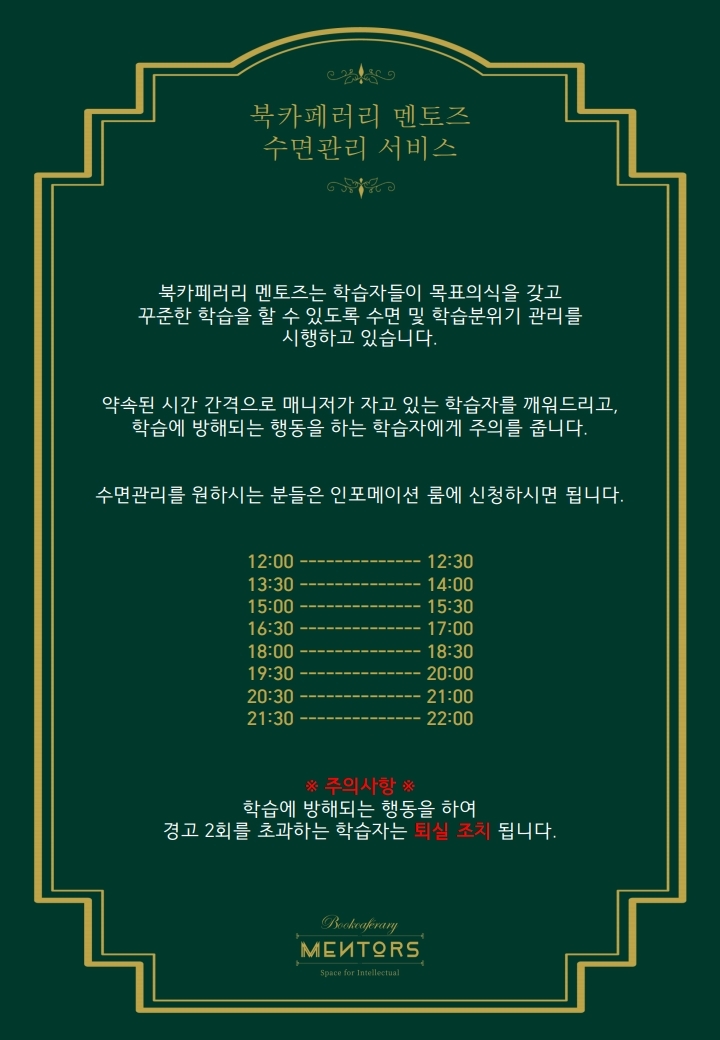 북카페러리 멘토즈
수면관리 서비스
북카페러리 멘토즈는 학습자들이 목표의식을 갖고
꾸준한 학습을 할 수 있도록 수면 및 학습분위기 관리를
시행하고 있습니다.
약속된 시간 간격으로 매니저가 자고 있는 학습자를 깨워드리고,
학습에 방해되는 행동을 하는 학습자에게 주의를 줍니다.
수면관리를 원하시는 분들은 인포메이션 룸에 신청하시면 됩니다.
12:00 -------------- 12:30
13:30 -------------- 14:00
15:00 -------------- 15:30
16:30 -------------- 17:00
18:00 -------------- 18:30
19:30 -------------- 20:00
20:30 -------------- 21:00
21:30 -------------- 22:00
※ 주의사항 ※
학습에 방해되는 행동을 하여
경고 2회를 초과하는 학습자는 퇴실 조치 됩니다.
Bookcaferary
MENTORS
Space for Intellectual